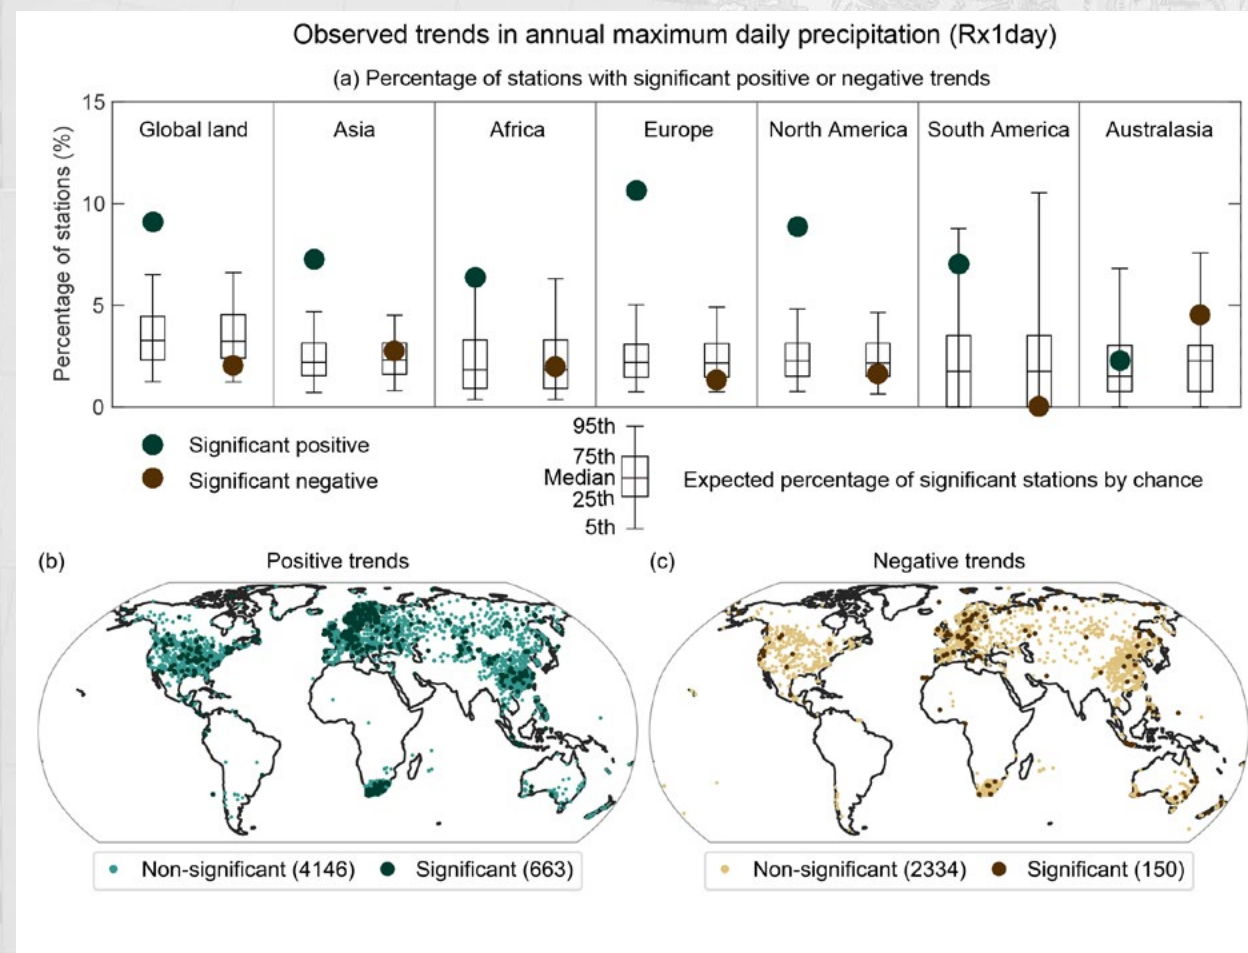 Observed trends in annual maximum daily precipitation (Rx1day)
(a) Percentage of stations with significant positive or negative trends
Percentage of stations (%)
15
10
5
0
Global land
Asia
Africa
Europe
North America
South America
Australasia
Significant positive
Significant negative
95th
75th
Median
25th
5th
Expected percentage of significant stations by chance
(b)
Positive trends
Non-significant (4146)
Significant (663)
(c)
Negative trends
Non-significant (2334)
Significant (150)